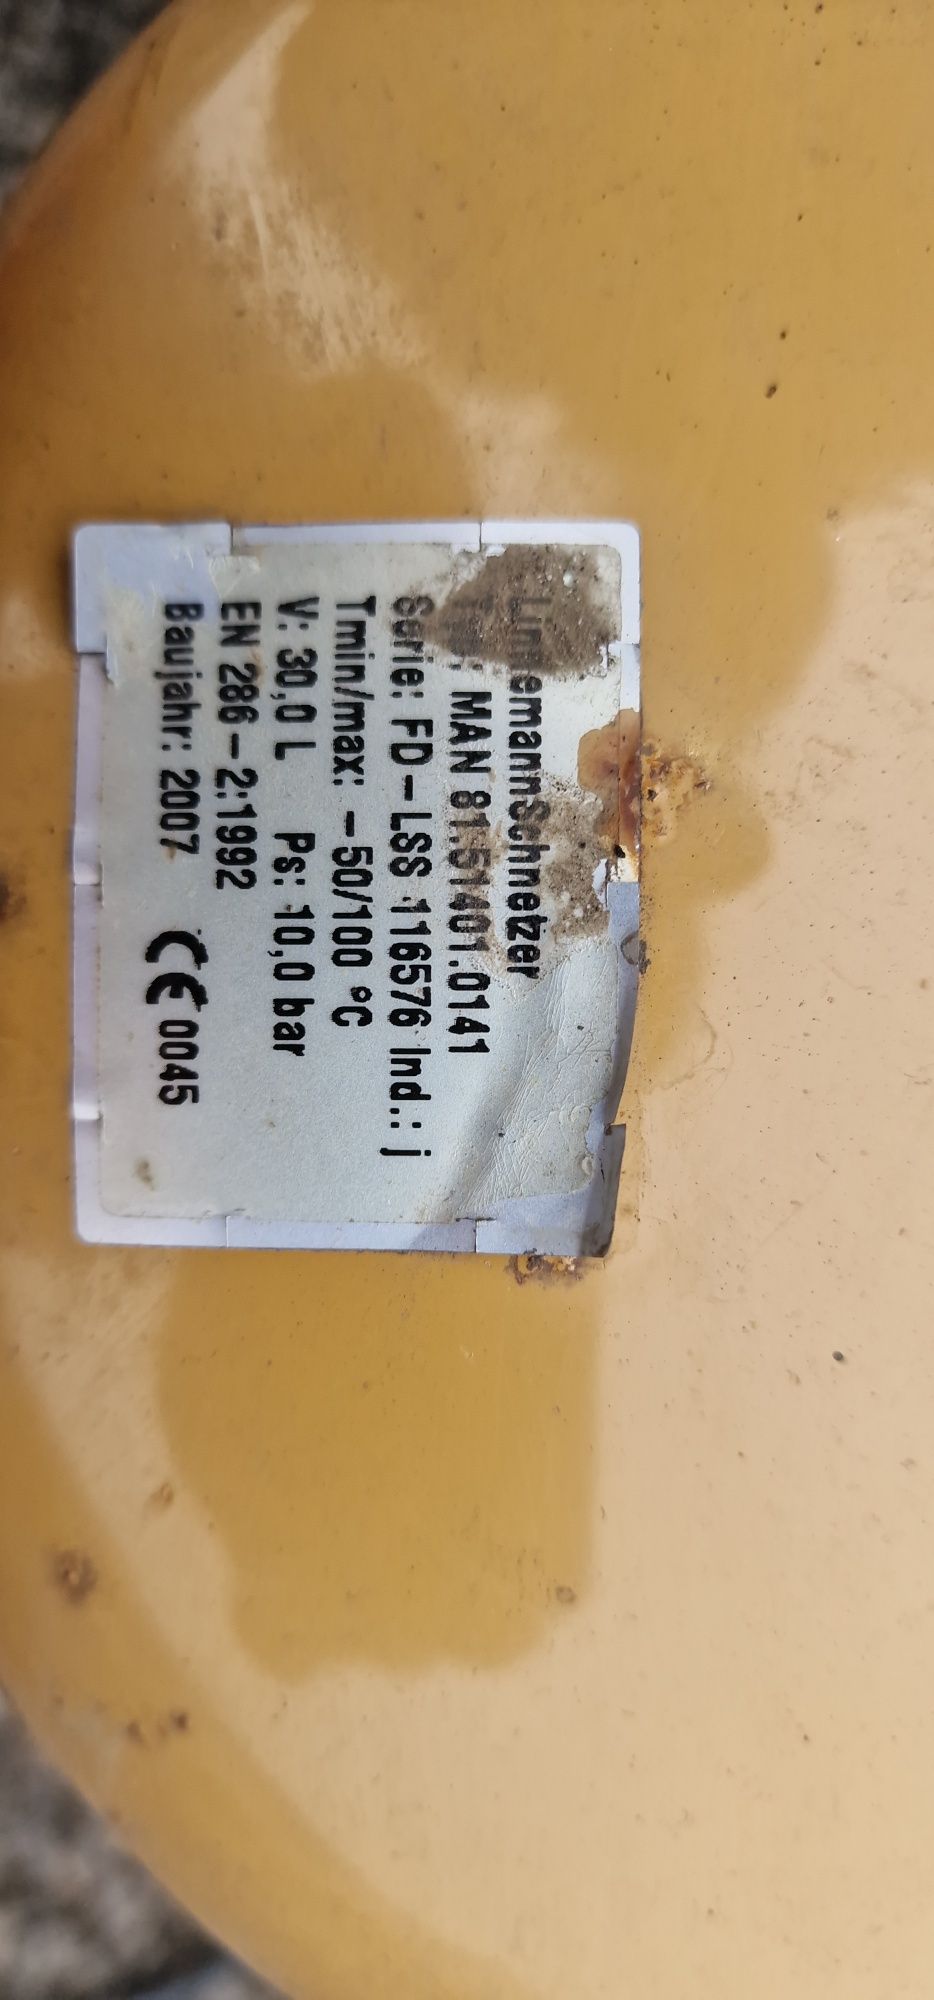 LindemannSchnetzer
MAN 81.51401.0141
Serie: FD-LSS 116576 Ind.: j
Tmin/max: -50/100 °C
V: 30,0 L Ps: 10,0 bar
EN 286-2:1992
Baujahr: 2007 CE 0045